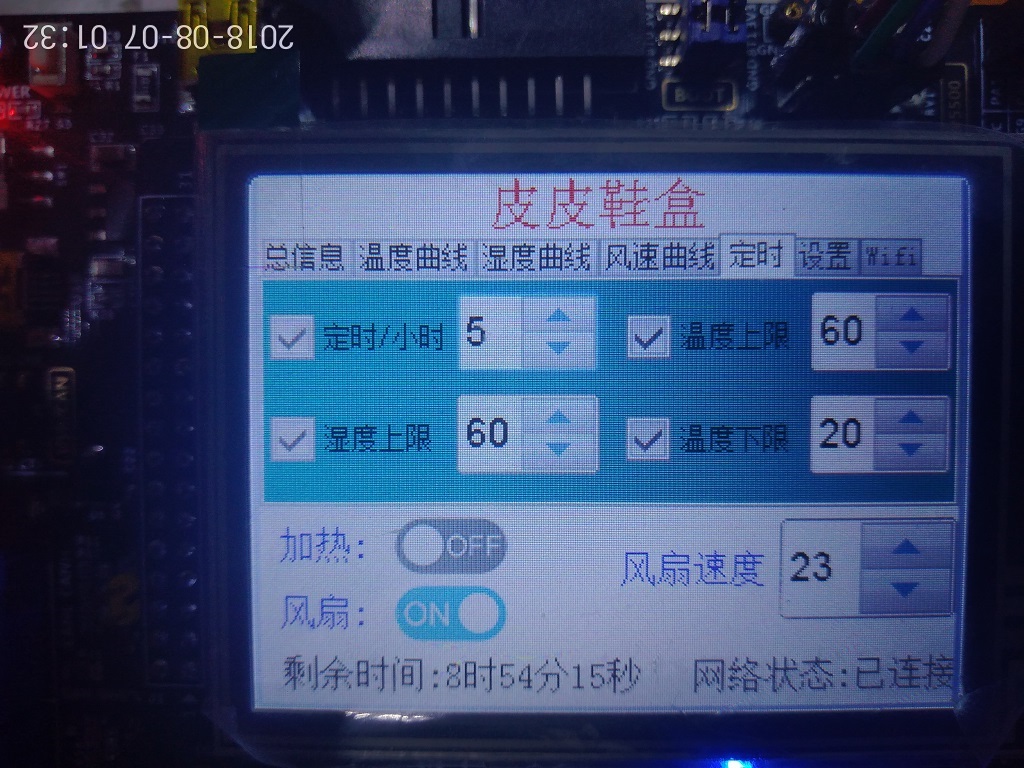 2018-08-07 01:32
BOUT
皮皮鞋盒
总信息 温度曲线 湿度曲线 风速曲线 定时 设置 Wifi
定时/小时 5 温度上限 60
湿度上限 60 温度下限 20
加热: OFF
风扇速度 23
风扇: ON
剩余时间:8时54分15秒 网络状态:已连接